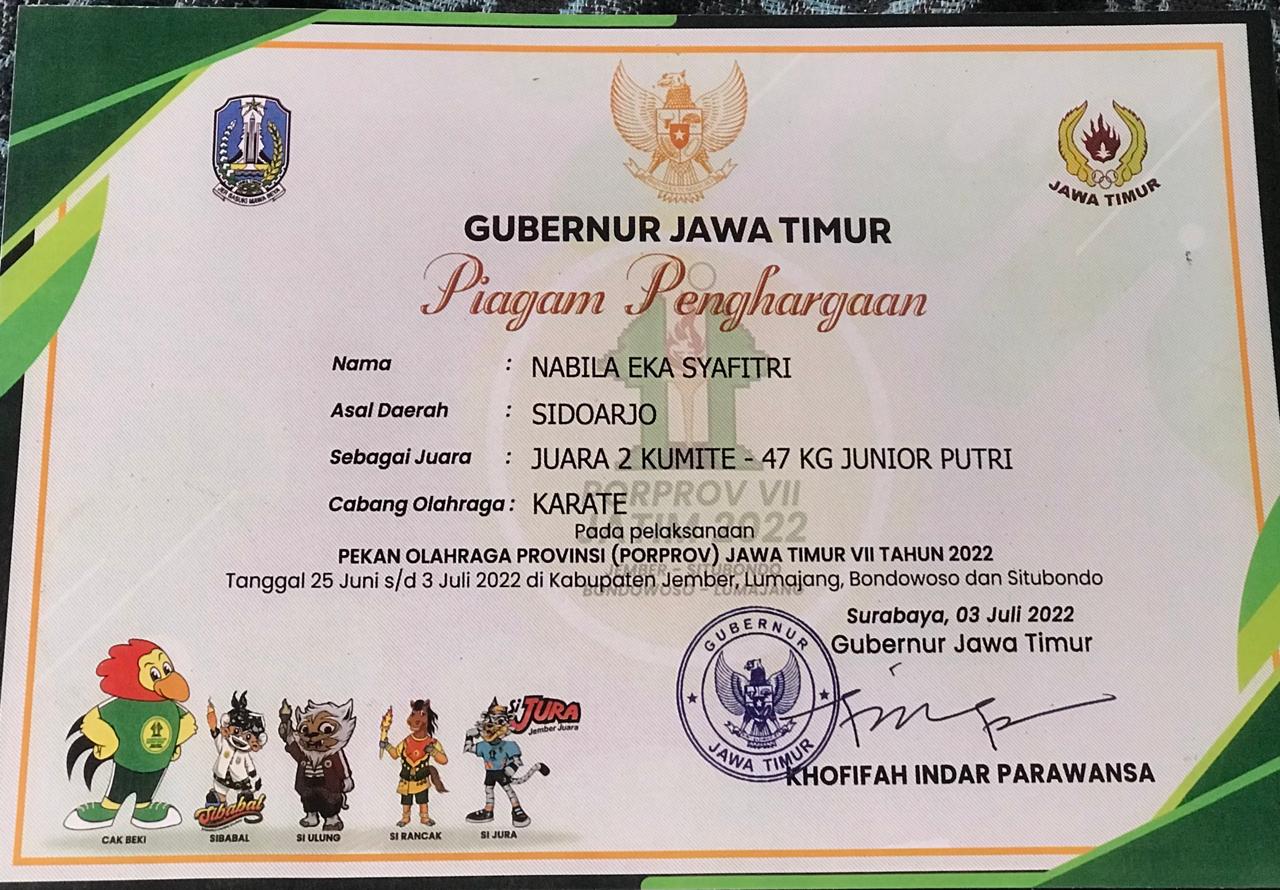 JER BASUKI MAWA BEYA
JAWA TIMUR
GUBERNUR JAWA TIMUR
Piagam Penghargaan
Nama : NABILA EKA SYAFITRI
Asal Daerah : SIDOARJO
Sebagai Juara : JUARA 2 KUMITE - 47 KG JUNIOR PUTRI
Cabang Olahraga : KARATE
PORPROV VII
JATIM 2022
JEMBER - SITUBONDO
BONDOWOSO - LUMAJANG
Pada pelaksanaan
PEKAN OLAHRAGA PROVINSI (PORPROV) JAWA TIMUR VII TAHUN 2022
Tanggal 25 Juni s/d 3 Juli 2022 di Kabupaten Jember, Lumajang, Bondowoso dan Situbondo
Surabaya, 03 Juli 2022
Gubernur Jawa Timur
GUBERNUR
JAWA TIMUR
KHOFIFAH INDAR PARAWANSA
Si JURA
Jember Juara
Sibabal
CAK BEKI
SIBABAL
SI ULUNG
SI RANCAK
SI JURA